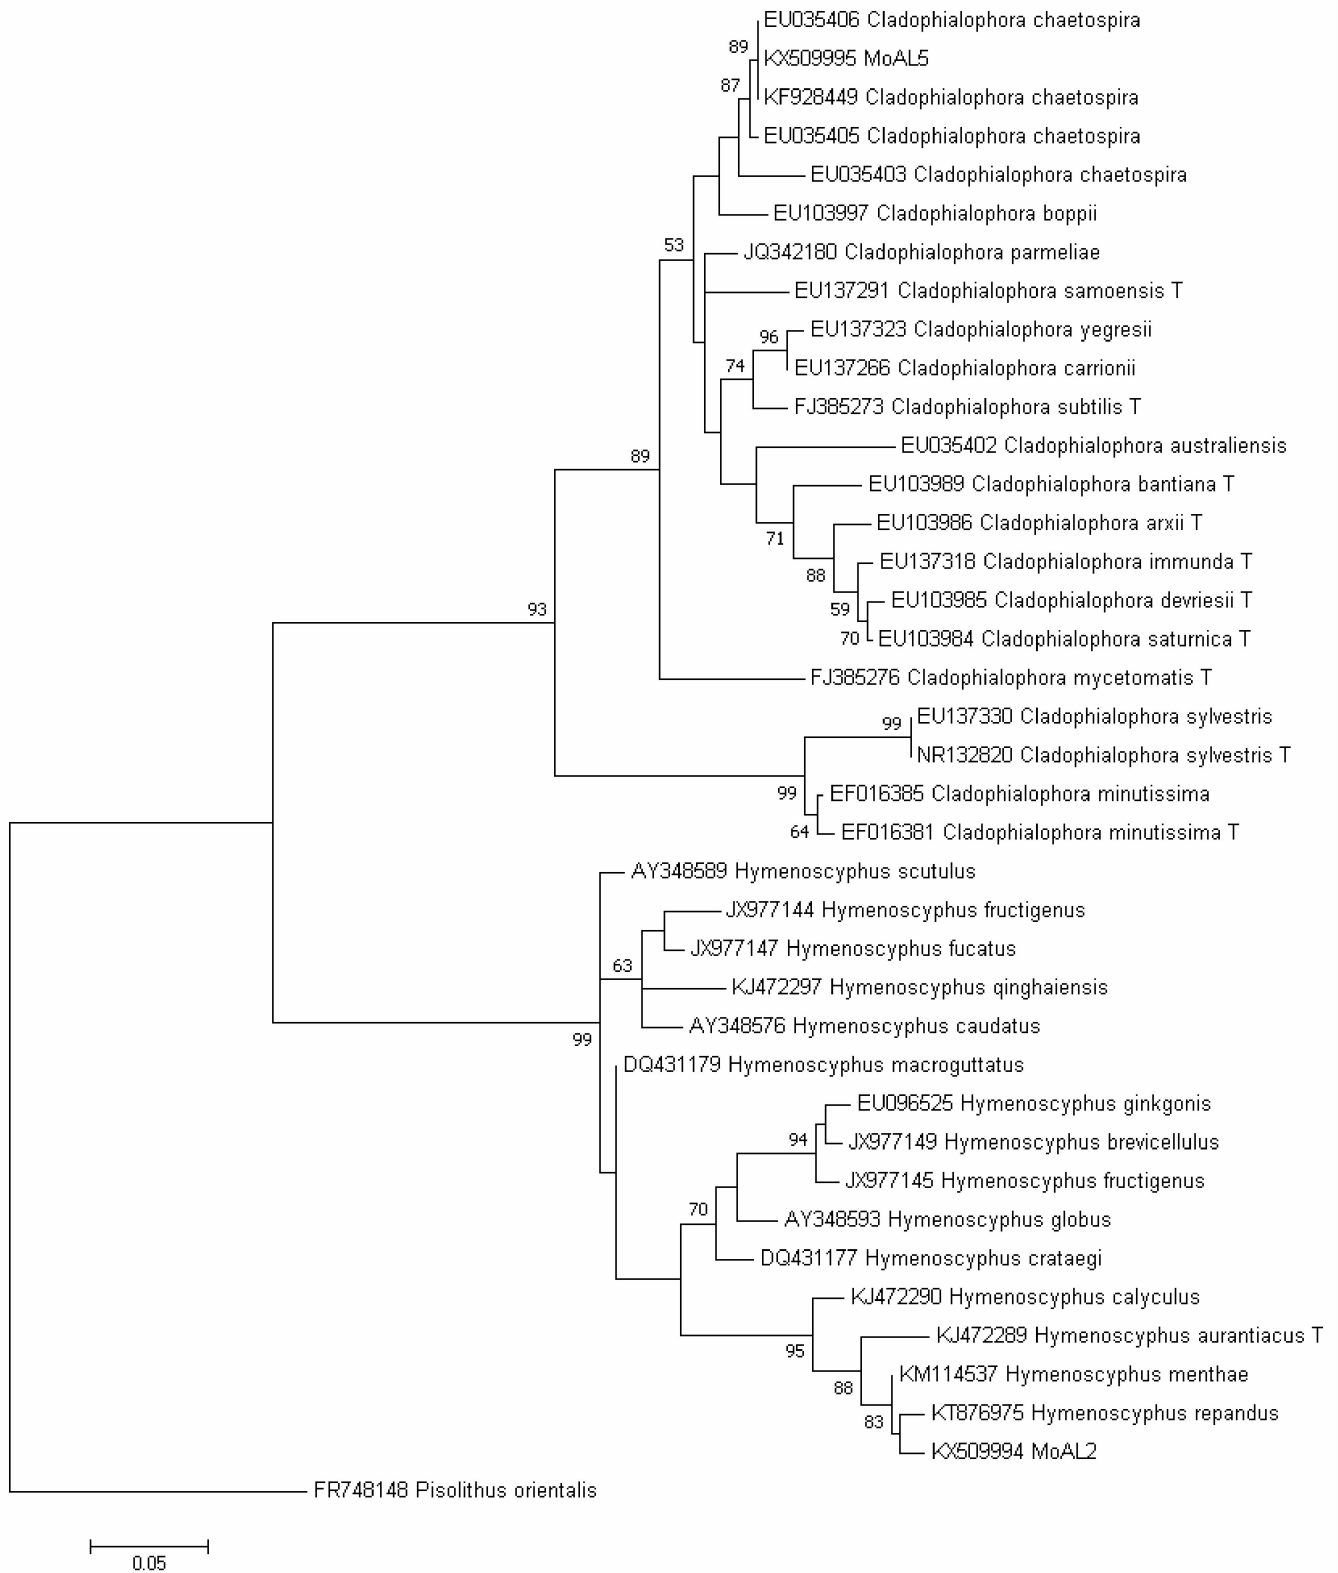 EU035406 Cladophialophora chaetospira
89
KX509995 MoAL5
87
KF928449 Cladophialophora chaetospira
EU035405 Cladophialophora chaetospira
EU035403 Cladophialophora chaetospira
EU103997 Cladophialophora boppii
53
JQ342180 Cladophialophora parmeliae
EU137291 Cladophialophora samoensis T
EU137323 Cladophialophora yegresii
96
74
EU137266 Cladophialophora carrionii
FJ385273 Cladophialophora subtilis T
EU035402 Cladophialophora australiensis
89
EU103989 Cladophialophora bantiana T
EU103986 Cladophialophora arxii T
71
EU137318 Cladophialophora immunda T
88
EU103985 Cladophialophora devriesii T
93
59
EU103984 Cladophialophora saturnica T
70
FJ385276 Cladophialophora mycetomatis T
EU137330 Cladophialophora sylvestris
99
NR132820 Cladophialophora sylvestris T
99
EF016385 Cladophialophora minutissima
64
EF016381 Cladophialophora minutissima T
AY348589 Hymenoscyphus scutulus
JX977144 Hymenoscyphus fructigenus
JX977147 Hymenoscyphus fucatus
63
KJ472297 Hymenoscyphus qinghaiensis
AY348576 Hymenoscyphus caudatus
99
DQ431179 Hymenoscyphus macroguttatus
EU096525 Hymenoscyphus ginkgonis
94
JX977149 Hymenoscyphus brevicellulus
JX977145 Hymenoscyphus fructigenus
70
AY348593 Hymenoscyphus globus
DQ431177 Hymenoscyphus crataegi
KJ472290 Hymenoscyphus calyculus
KJ472289 Hymenoscyphus aurantiacus T
95
KM114537 Hymenoscyphus menthae
88
KT876975 Hymenoscyphus repandus
83
KX509994 MoAL2
FR748148 Pisolithus orientalis
0.05